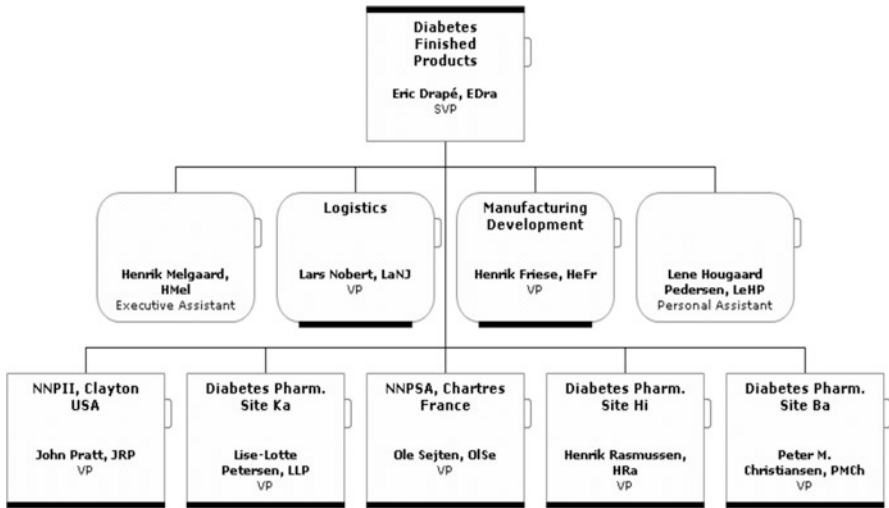 Diabetes
Finished
Products
Eric Drapé, EDra
SVP
Henrik Melgaard,
HMel
Executive Assistant
Logistics
Lars Nobert, LaNJ
VP
Manufacturing
Development
Henrik Friese, HeFr
VP
Lene Hougaard
Pedersen, LeHP
Personal Assistant
NNPII, Clayton
USA
John Pratt, JRP
VP
Diabetes Pharm.
Site Ka
Lise-Lotte
Petersen, LLP
VP
NNPSA, Chartres
France
Ole Sejten, OlSe
VP
Diabetes Pharm.
Site Hi
Henrik Rasmussen,
HRa
VP
Diabetes Pharm.
Site Ba
Peter M.
Christiansen, PMCh
VP